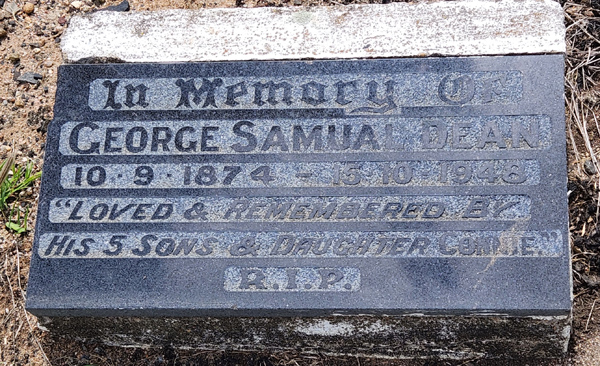 In Memory Of
GEORGE SAMUAL DEAN
10·9·1874 - 15·10·1948
"LOVED & REMEMBERED BY
HIS 5 SONS & DAUGHTER CONNIE."
R.I.P.